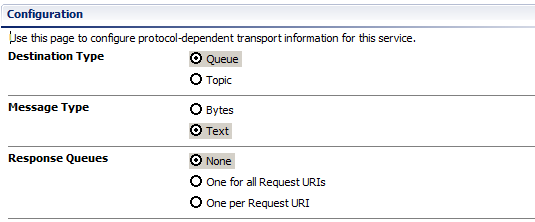 Configuration
Use this page to configure protocol-dependent transport information for this service.
Destination Type Queue
Topic
Message Type Bytes
Text
Response Queues None
One for all Request URIs
One per Request URI